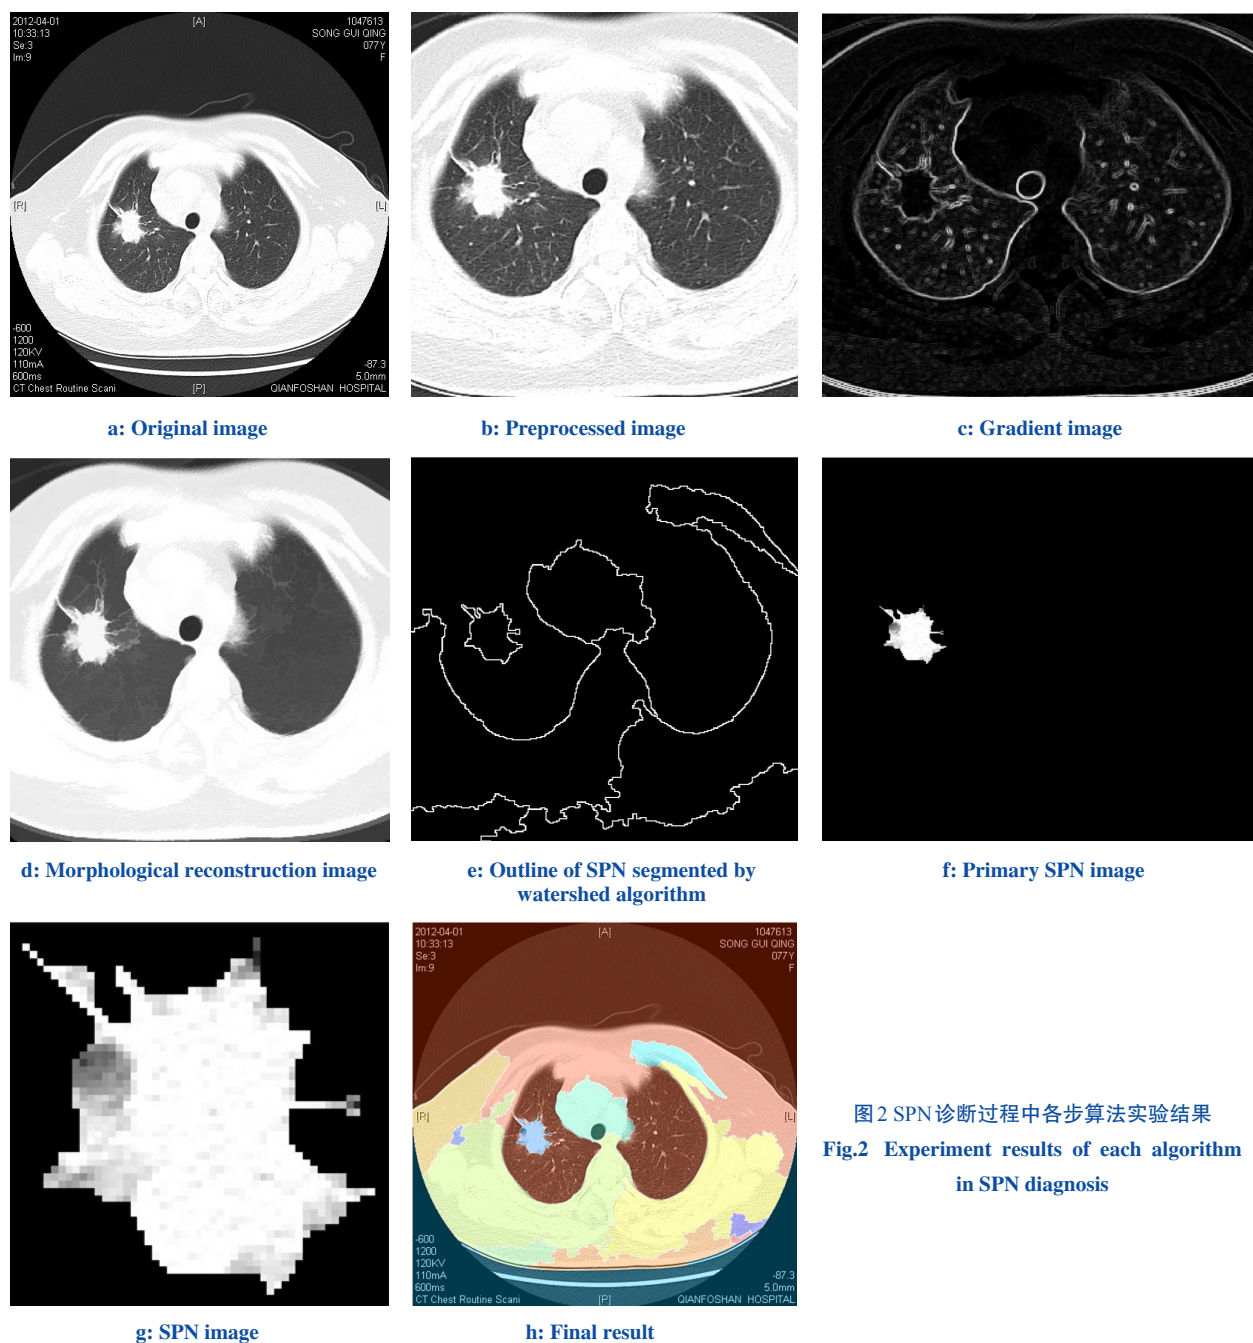 2012-04-01
10:33:13
Se:3
Im:9
[A]
1047613
SONG GUI QING
077Y
F
[R]
[L]
-600
1200
120KV
110mA
600ms
CT Chest Routine Scani
[P]
-87.3
5.0mm
QIANFOSHAN HOSPITAL
a: Original image
b: Preprocessed image
c: Gradient image
d: Morphological reconstruction image
e: Outline of SPN segmented by
watershed algorithm
f: Primary SPN image
2012-04-01
10:33:13
Se:3
Im:9
[A]
1047613
SONG GUI QING
077Y
F
[R]
[L]
-600
1200
120KV
110mA
600ms
CT Chest Routine Scani
[P]
-87.3
5.0mm
QIANFOSHAN HOSPITAL
g: SPN image
h: Final result
图2 SPN诊断过程中各步算法实验结果
Fig.2 Experiment results of each algorithm
in SPN diagnosis